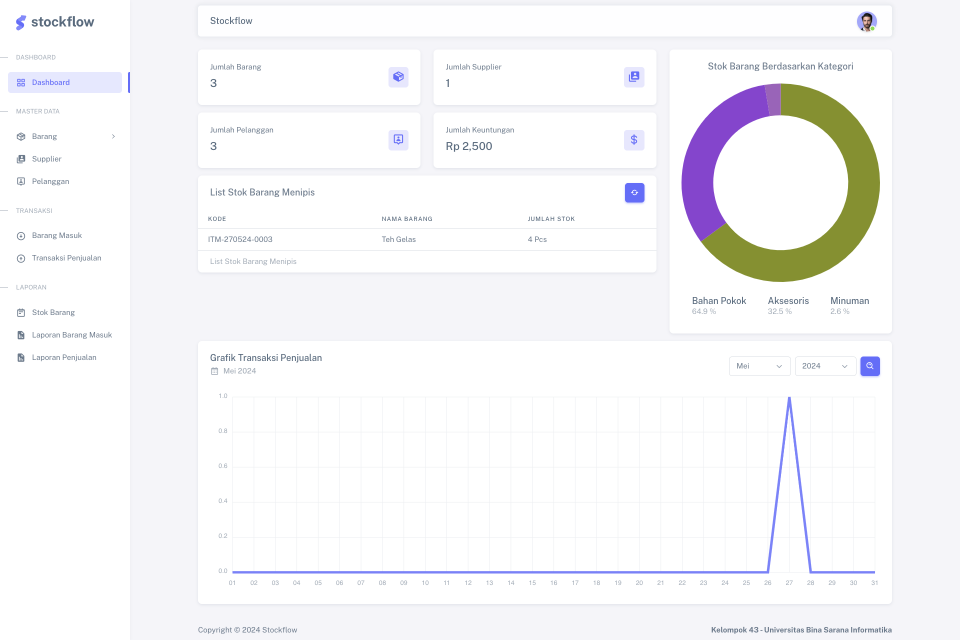 stockflow
DASHBOARD
Dashboard
MASTER DATA
Barang
Supplier
Pelanggan
TRANSAKSI
Barang Masuk
Transaksi Penjualan
LAPORAN
Stok Barang
Laporan Barang Masuk
Laporan Penjualan
Stockflow
Jumlah Barang
3
Jumlah Supplier
1
Jumlah Pelanggan
3
Jumlah Keuntungan
Rp 2,500
List Stok Barang Menipis
KODE NAMA BARANG JUMLAH STOK
ITM-270524-0003 Teh Gelas 4 Pcs
List Stok Barang Menipis
Stok Barang Berdasarkan Kategori
Bahan Pokok Aksesoris Minuman
64.9 % 32.5 % 2.6 %
Grafik Transaksi Penjualan
Mei 2024
Mei 2024
1.0
0.8
0.6
0.4
0.2
0.0
01 02 03 04 05 06 07 08 09 10 11 12 13 14 15 16 17 18 19 20 21 22 23 24 25 26 27 28 29 30 31
Copyright © 2024 Stockflow
Kelompok 43 - Universitas Bina Sarana Informatika